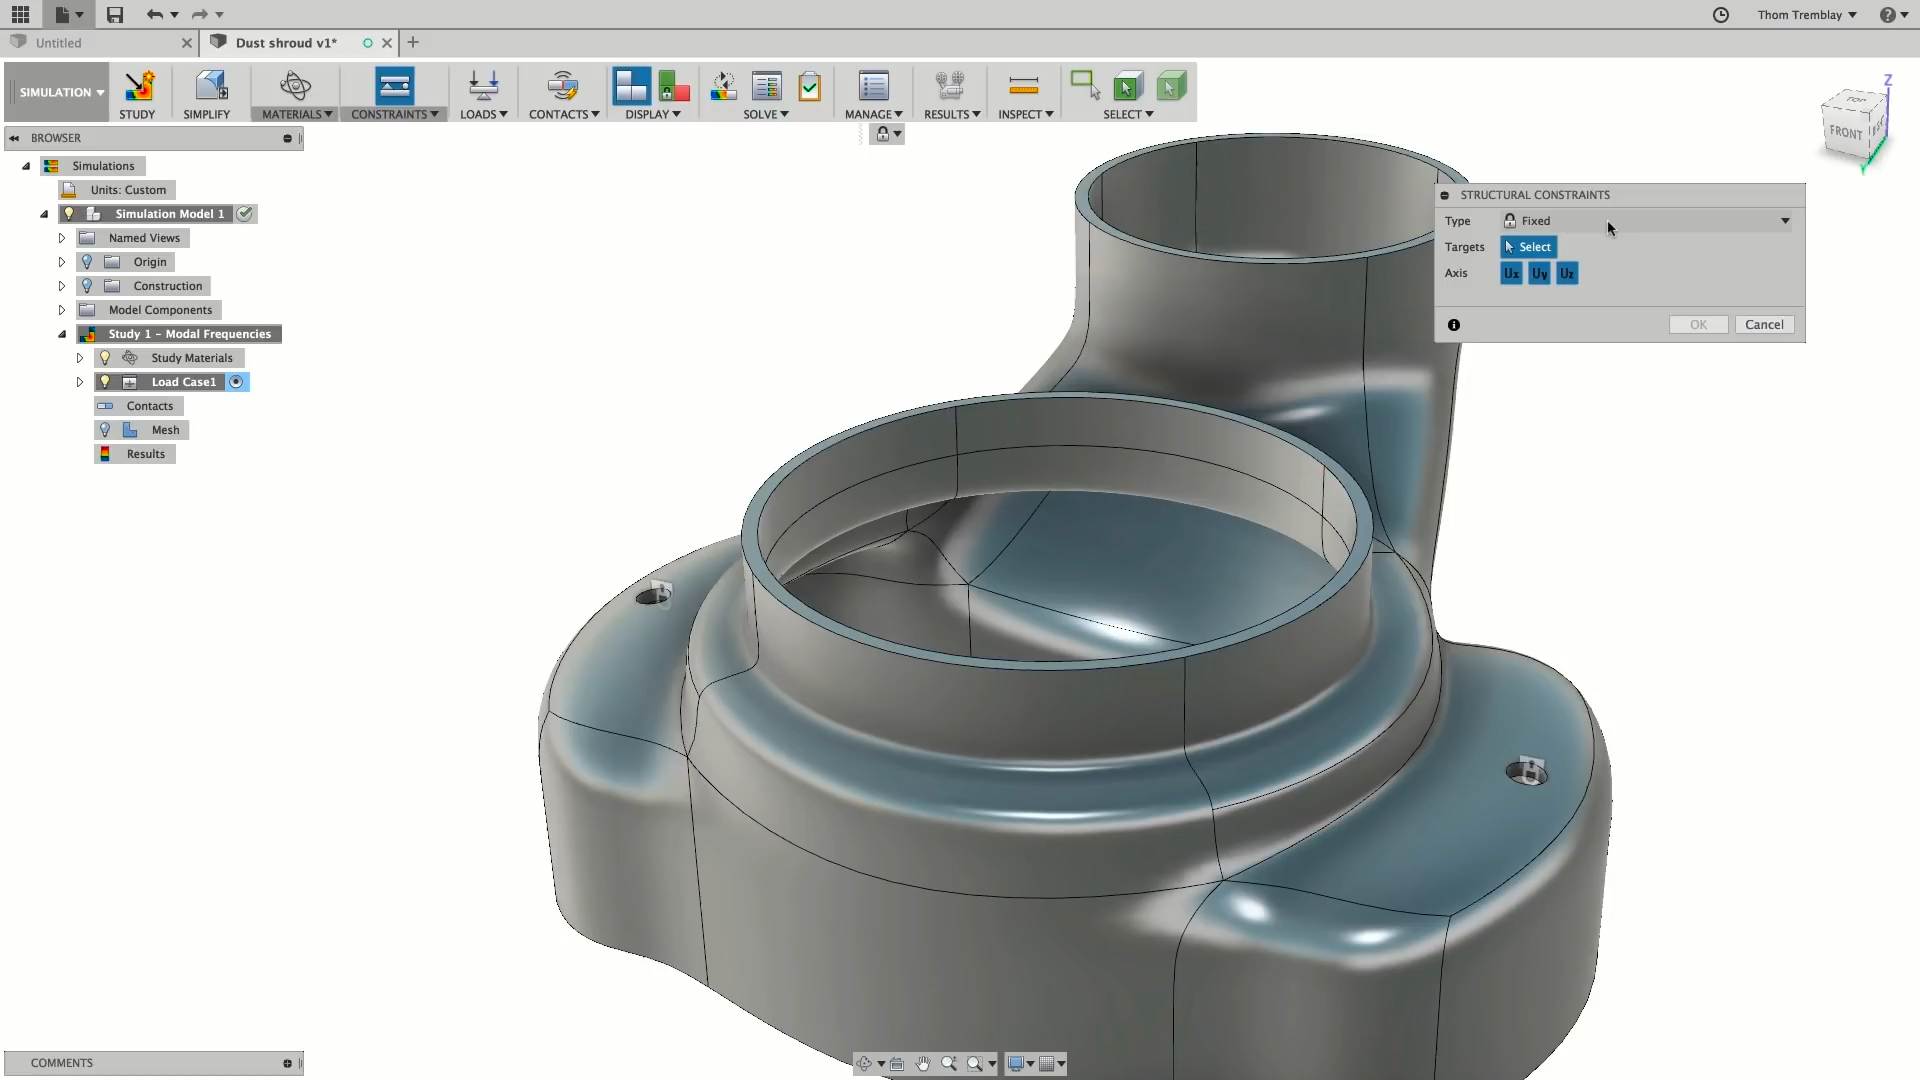 Thom Tremblay
Untitled
Dust shroud v1*
SIMULATION
STUDY
SIMPLIFY
MATERIALS
CONSTRAINTS
LOADS
CONTACTS
DISPLAY
SOLVE
MANAGE
RESULTS
INSPECT
SELECT
Z
TOP
FRONT
Y
BROWSER
Simulations
Units: Custom
Simulation Model 1
Named Views
Origin
Construction
Model Components
Study 1 - Modal Frequencies
Study Materials
Load Case1
Contacts
Mesh
Results
STRUCTURAL CONSTRAINTS
Type Fixed
Targets Select
Axis Ux Uy Uz
OK Cancel
COMMENTS